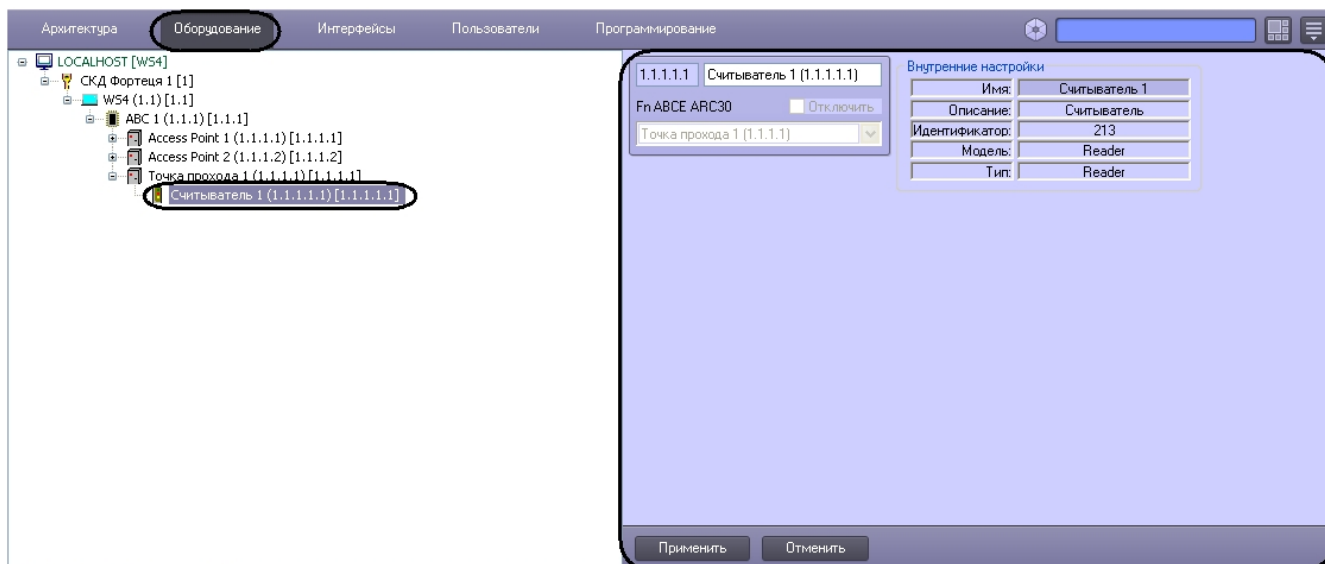 Архитектура Оборудование Интерфейсы Пользователи Программирование
LOCALHOST [WS4]
СКД Фортеця 1 [1]
WS4 (1.1) [1.1]
ABC 1 (1.1.1) [1.1.1]
Access Point 1 (1.1.1.1) [1.1.1.1]
Access Point 2 (1.1.1.2) [1.1.1.2]
Точка прохода 1 (1.1.1.1) [1.1.1.1]
Считыватель 1 (1.1.1.1.1) [1.1.1.1.1]
1.1.1.1.1 Считыватель 1 (1.1.1.1.1)
Fn ABCE ARC30 Отключить
Точка прохода 1 (1.1.1.1)
Внутренние настройки
Имя: Считыватель 1
Описание: Считыватель
Идентификатор: 213
Модель: Reader
Тип: Reader
Применить Отменить